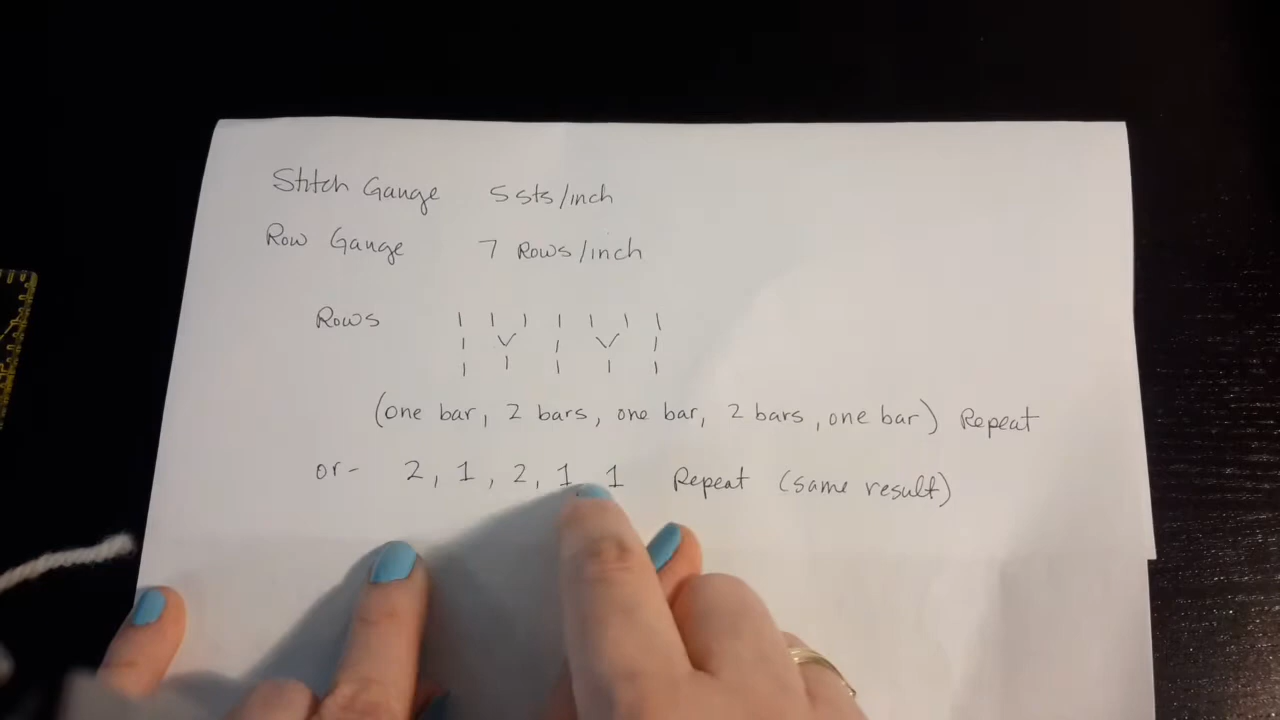 Stitch Gauge 5 sts/inch
Row Gauge 7 Rows/inch
Rows | | | | | | |
| V | V |
| | | | |
(one bar, 2 bars, one bar, 2 bars, one bar) Repeat
or- 2, 1, 2, 1, 1 Repeat (same result)